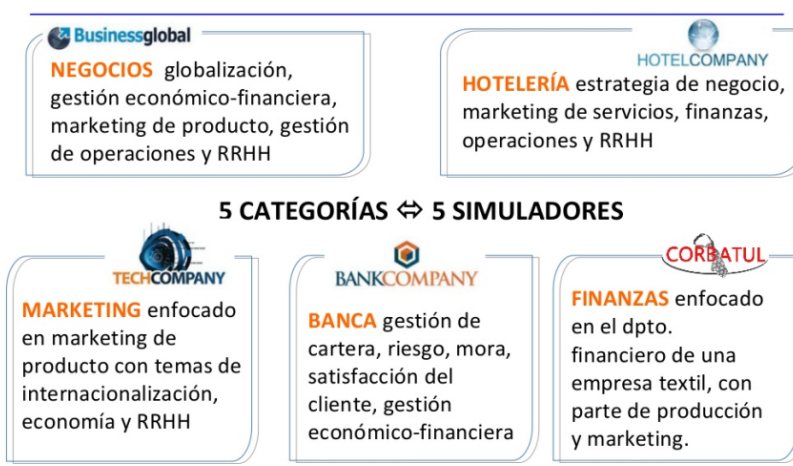 Businessglobal
NEGOCIOS globalización,
gestión económico-financiera,
marketing de producto, gestión
de operaciones y RRHH
HOTELCOMPANY
HOTELERÍA estrategia de negocio,
marketing de servicios, finanzas,
operaciones y RRHH
5 CATEGORÍAS ⇔ 5 SIMULADORES
TECHCOMPANY
MARKETING enfocado
en marketing de
producto con temas de
internacionalización,
economía y RRHH
BANKCOMPANY
BANCA gestión de
cartera, riesgo, mora,
satisfacción del
cliente, gestión
económico-financiera
CORBATUL
FINANZAS enfocado
en el dpto.
financiero de una
empresa textil, con
parte de producción
y marketing.